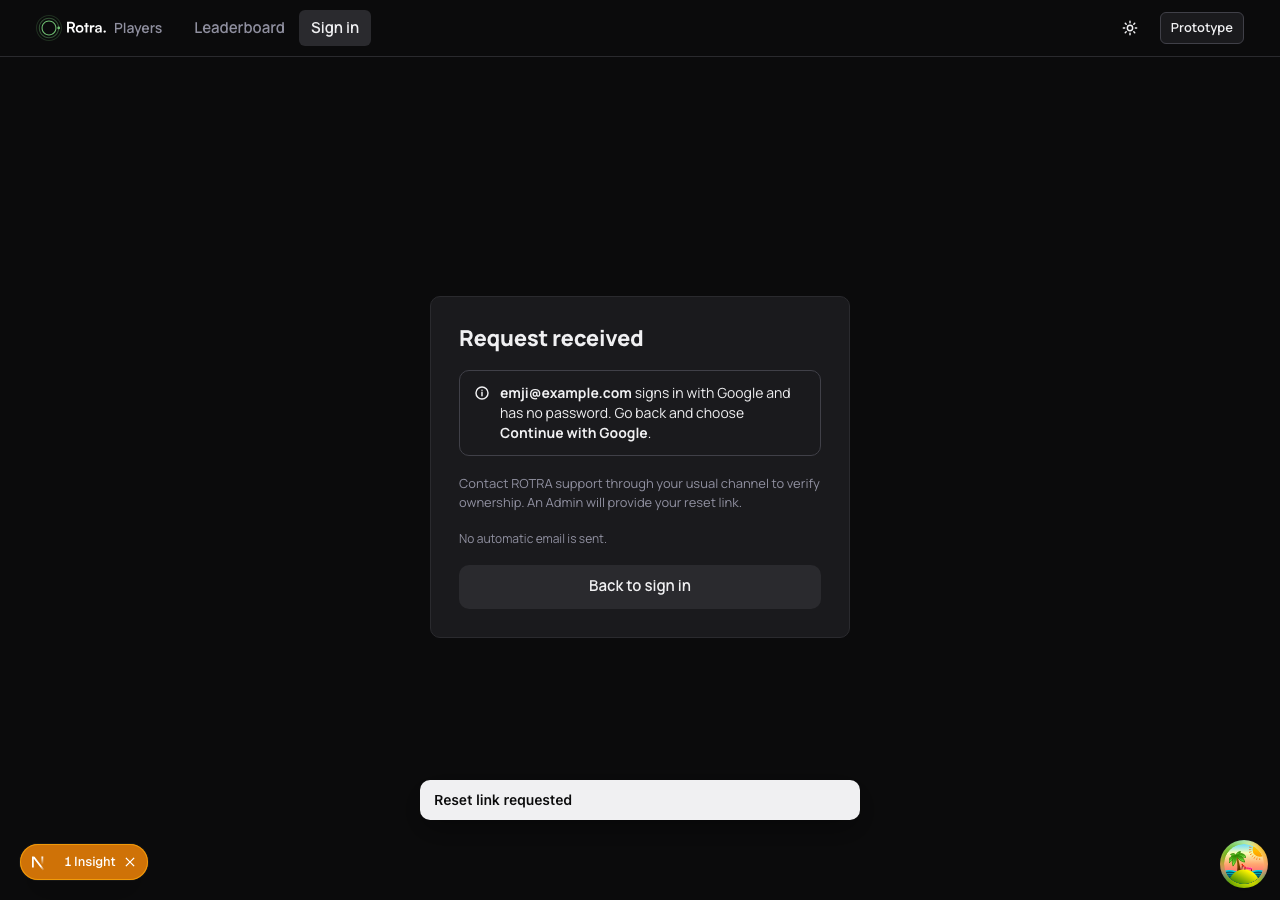 Rotra. Players Leaderboard Sign in Prototype
Request received
emji@example.com signs in with Google and
has no password. Go back and choose
Continue with Google.
Contact ROTRA support through your usual channel to verify
ownership. An Admin will provide your reset link.
No automatic email is sent.
Back to sign in
Reset link requested
1 Insight